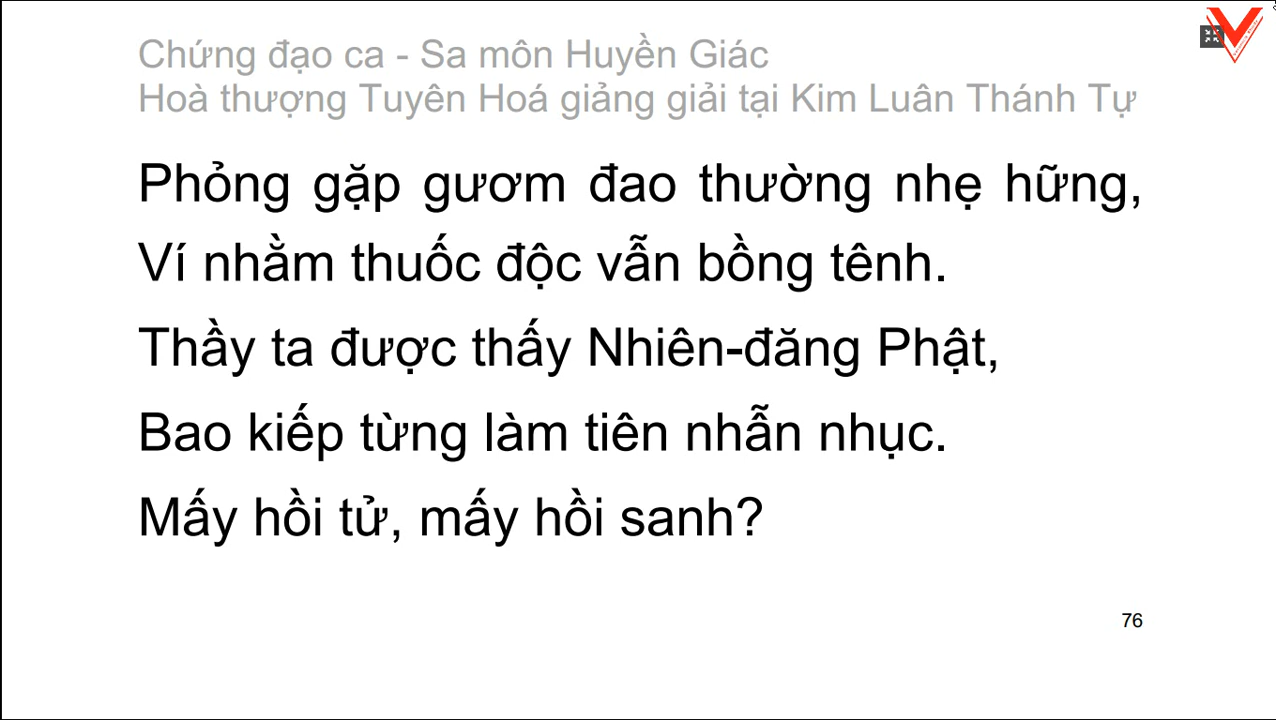 Chứng đạo ca - Sa môn Huyền Giác
Hoà thượng Tuyên Hoá giảng giải tại Kim Luân Thánh Tự
Phỏng gặp gươm đao thường nhẹ hững,
Ví nhằm thuốc độc vẫn bồng tênh.
Thầy ta được thấy Nhiên-đăng Phật,
Bao kiếp từng làm tiên nhẫn nhục.
Mấy hồi tử, mấy hồi sanh?
76